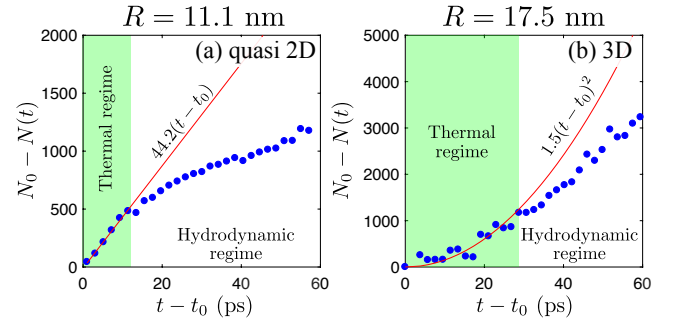 R = 11.1 nm
(a) quasi 2D
2000
1500
1000
500
0
N₀ − N(t)
Thermal regime
44.2(t − t₀)
Hydrodynamic
regime
0
20
40
60
t − t₀ (ps)
R = 17.5 nm
(b) 3D
5000
4000
3000
2000
1000
0
N₀ − N(t)
Thermal
regime
1.5(t − t₀)²
Hydrodynamic
regime
0
20
40
60
t − t₀ (ps)